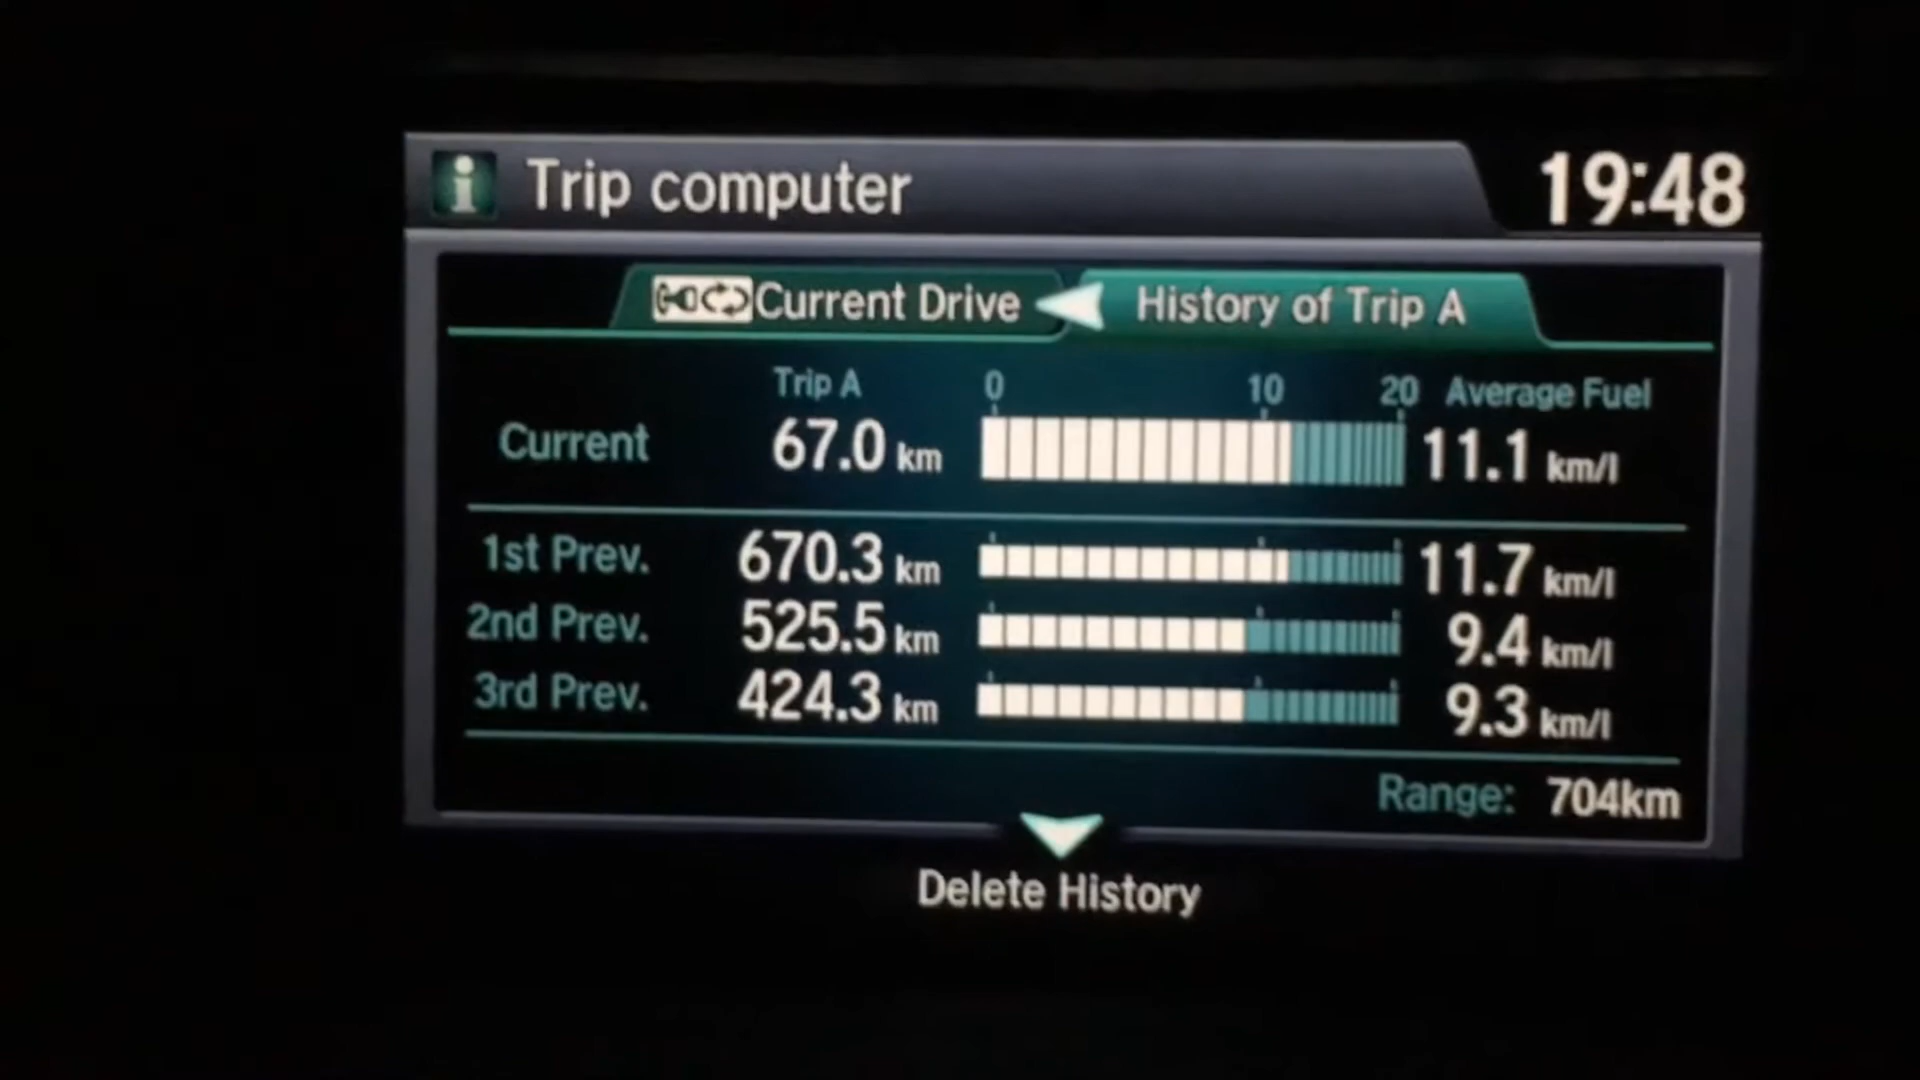 i Trip computer 19:48
Current Drive History of Trip A
Trip A 0 10 20 Average Fuel
Current 67.0 km 11.1 km/l
1st Prev. 670.3 km 11.7 km/l
2nd Prev. 525.5 km 9.4 km/l
3rd Prev. 424.3 km 9.3 km/l
Range: 704km
Delete History